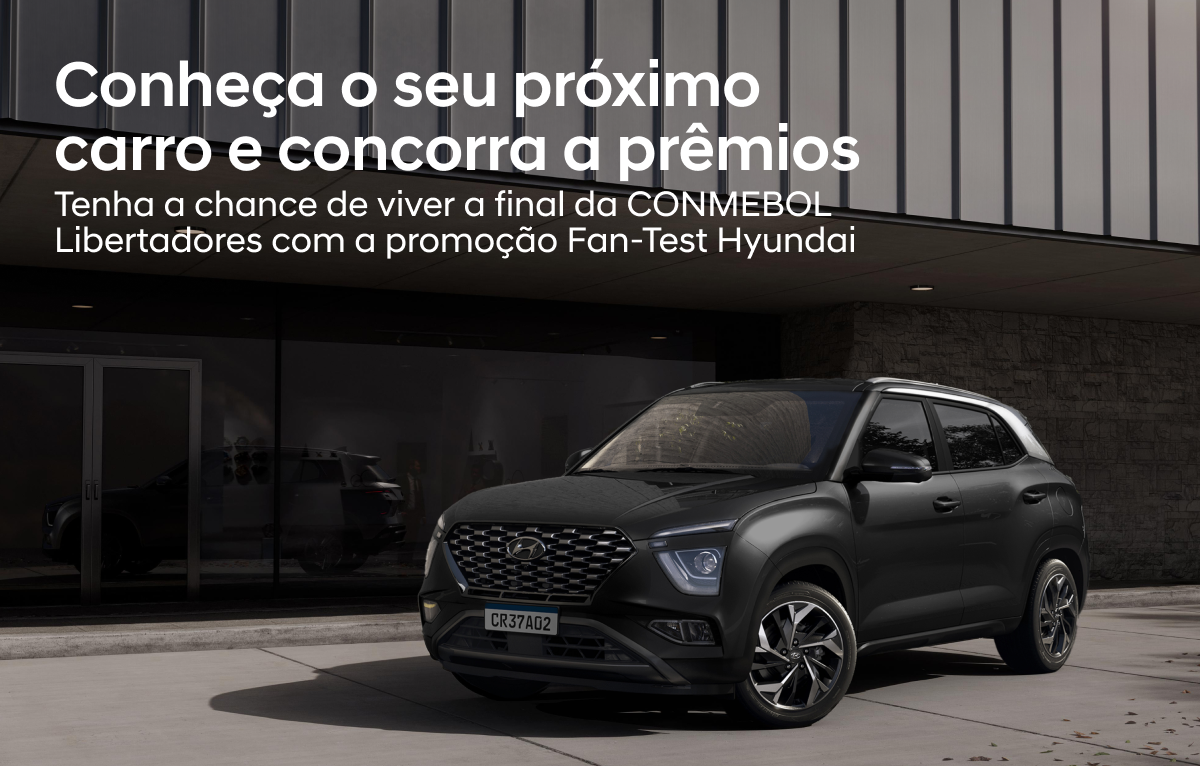 Conheça o seu próximo
carro e concorra a prêmios
Tenha a chance de viver a final da CONMEBOL
Libertadores com a promoção Fan-Test Hyundai
CR37A02